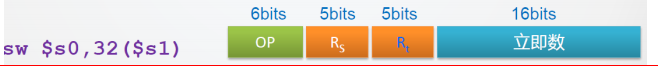 6bits 5bits 5bits 16bits
sw $s0,32($s1) OP Rs Rt 立即数